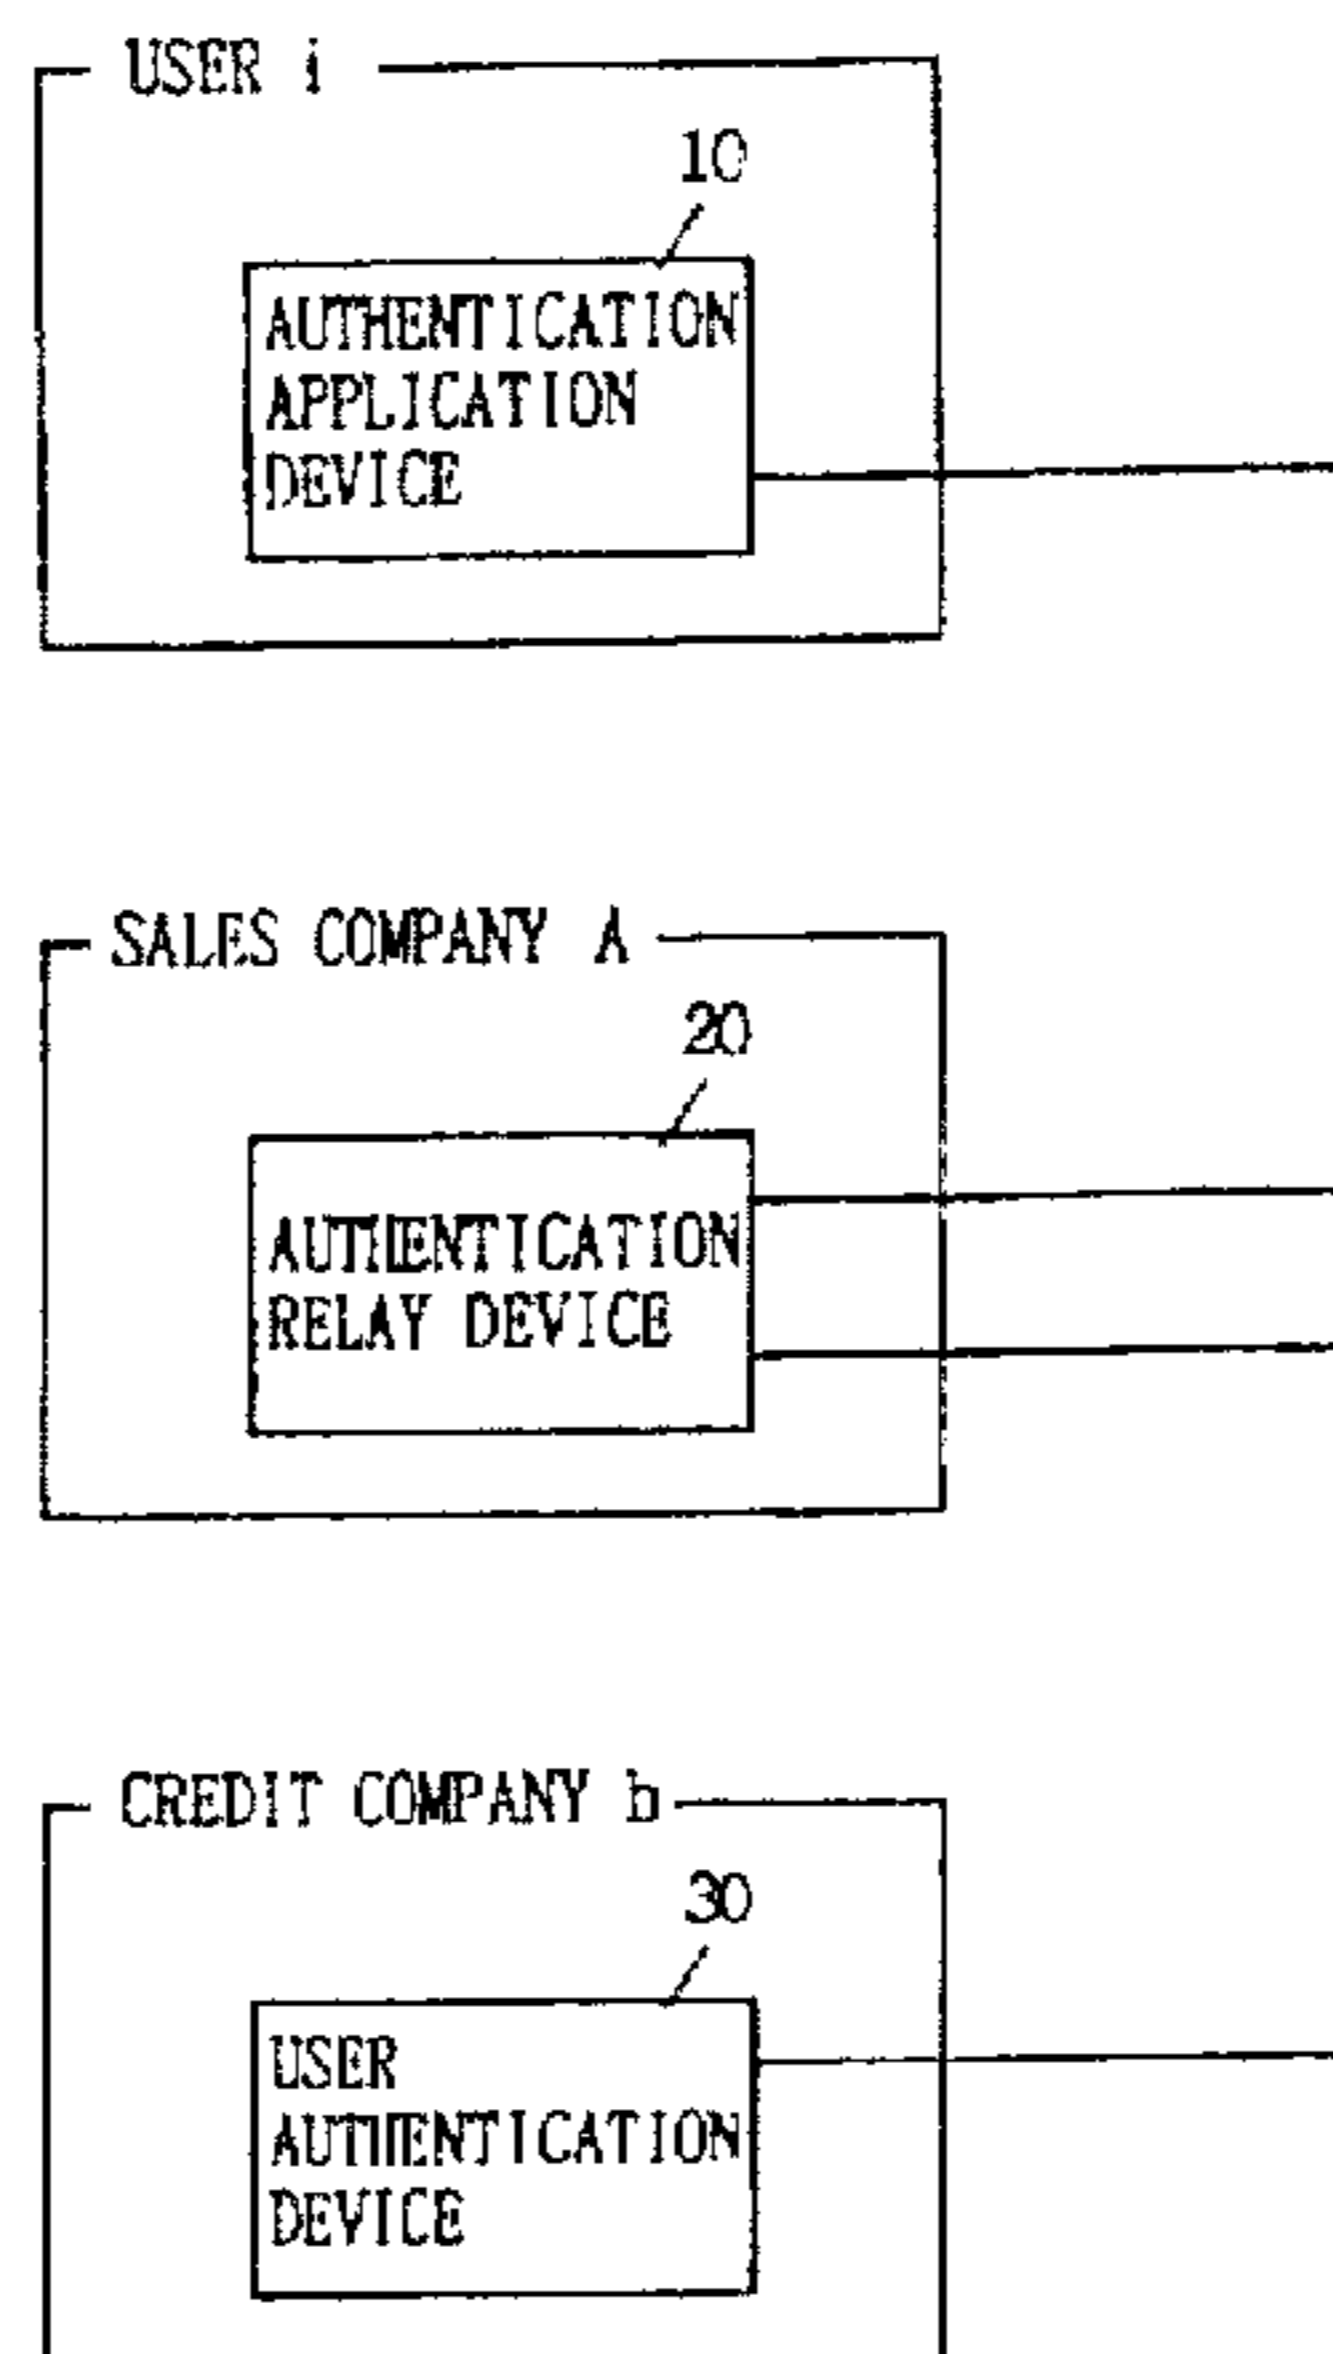 USER i
10
AUTHENTICATION
APPLICATION
DEVICE
SALES COMPANY A
20
AUTHENTICATION
RELAY DEVICE
CREDIT COMPANY b
30
USER
AUTHENTICATION
DEVICE